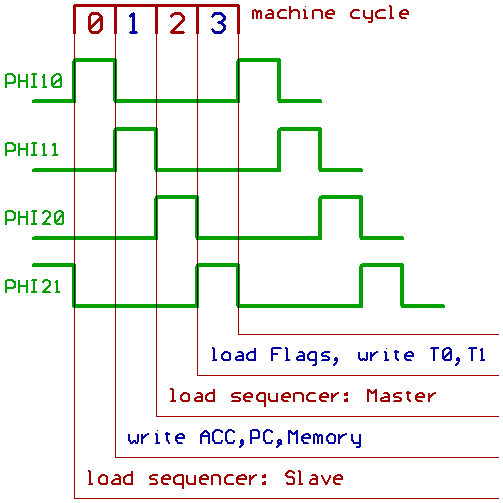 machine cycle
0 1 2 3
PHI10
PHI11
PHI20
PHI21
load Flags, write T0,T1
load sequencer: Master
write ACC,PC,Memory
load sequencer: Slave